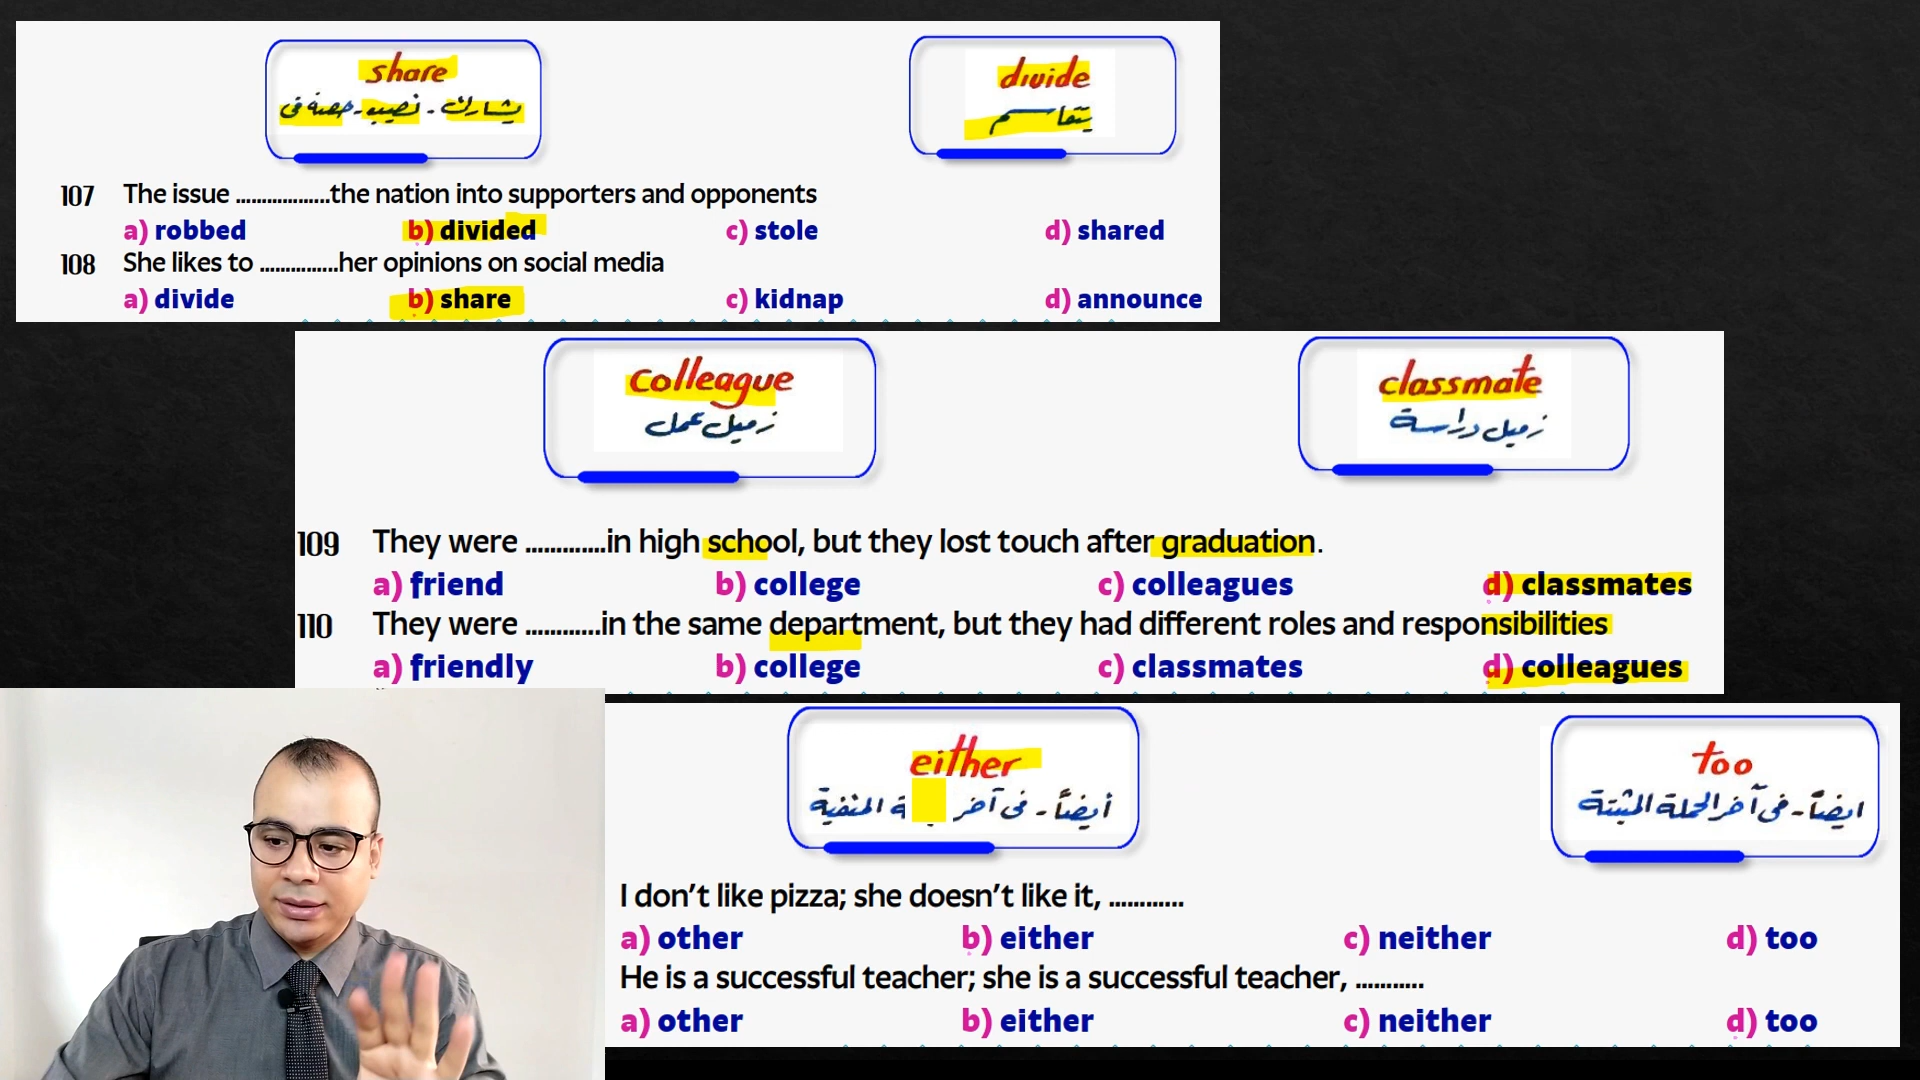 share
يشارك - نصيب - حصة في
divide
يتقاسم
107 The issue ..................the nation into supporters and opponents
a) robbed b) divided c) stole d) shared
108 She likes to ...............her opinions on social media
a) divide b) share c) kidnap d) announce
colleague
زميل عمل
classmate
زميل دراسة
109 They were .............in high school, but they lost touch after graduation.
a) friend b) college c) colleagues d) classmates
110 They were ............in the same department, but they had different roles and responsibilities
a) friendly b) college c) classmates d) colleagues
either
أيضاً - فى آخر المنفية
too
ايضاً - فى آخر الجملة المثبتة
I don't like pizza; she doesn't like it, ............
a) other b) either c) neither d) too
He is a successful teacher; she is a successful teacher, ...........
a) other b) either c) neither d) too